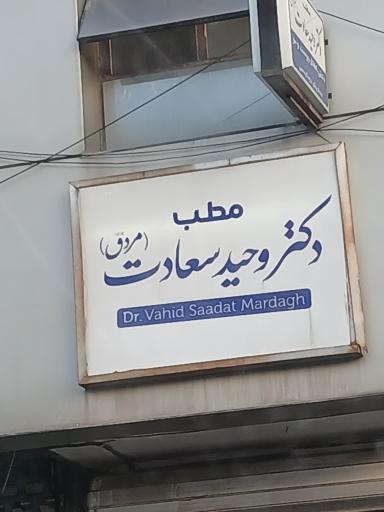 مطب
دکتر وحید سعادت (مردق)
Dr. Vahid Saadat Mardagh